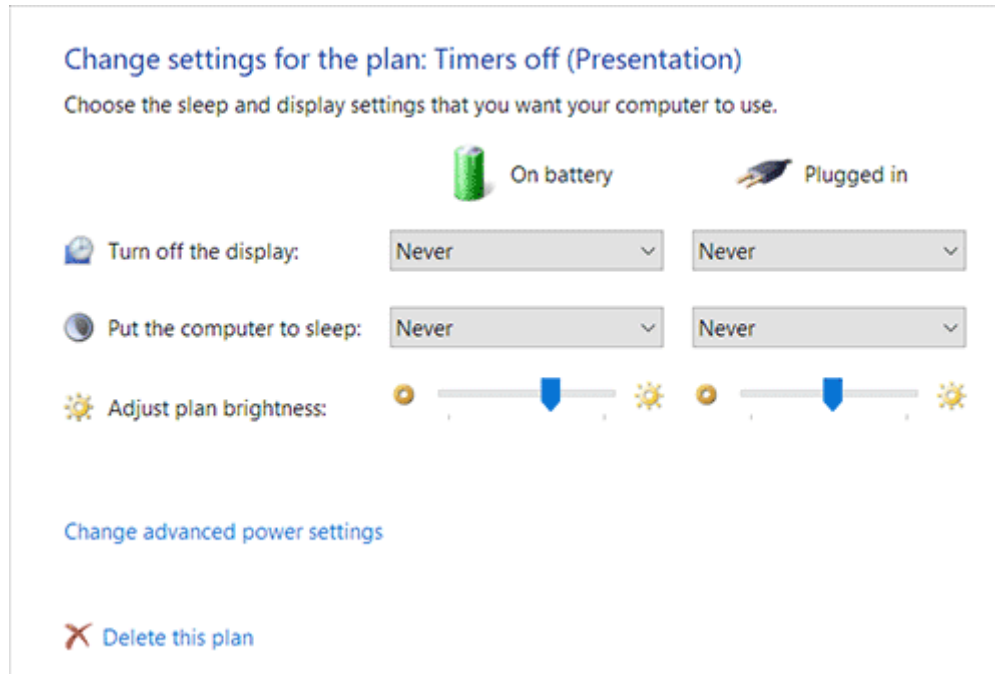 Change settings for the plan: Timers off (Presentation)
Choose the sleep and display settings that you want your computer to use.
On battery Plugged in
Turn off the display: Never Never
Put the computer to sleep: Never Never
Adjust plan brightness:
Change advanced power settings
Delete this plan